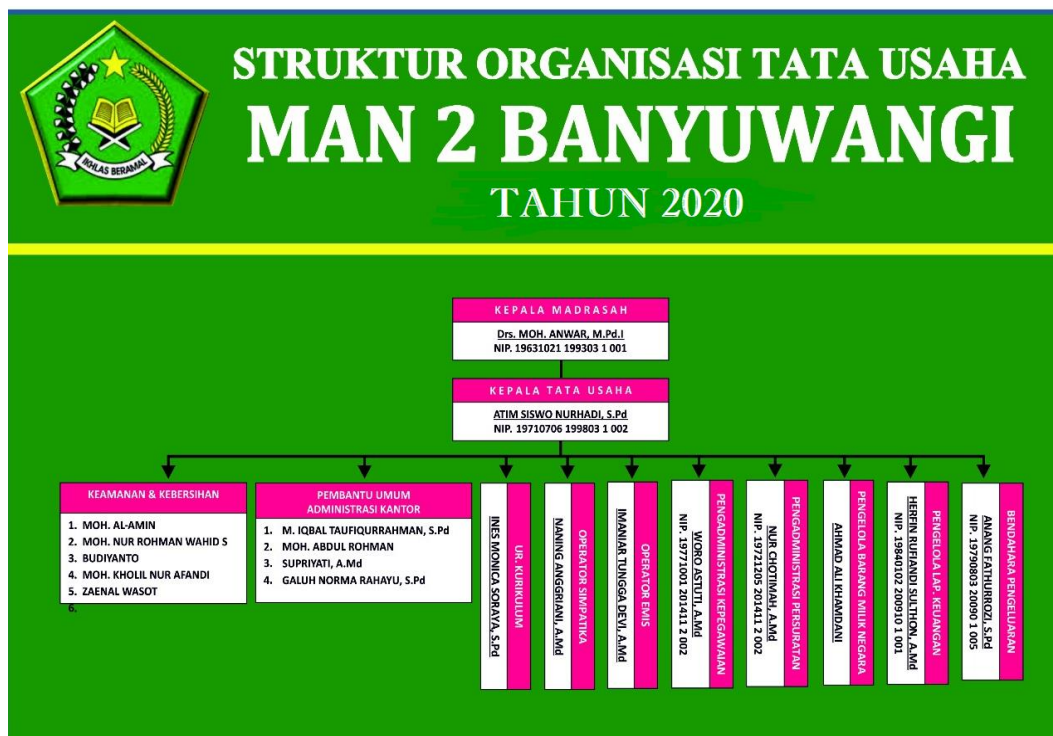 STRUKTUR ORGANISASI TATA USAHA
MAN 2 BANYUWANGI
TAHUN 2020
IKHLAS BERAMAL
KEPALA MADRASAH
Drs. MOH. ANWAR, M.Pd.I
NIP. 19631021 199303 1 001
KEPALA TATA USAHA
ATIM SISWO NURHADI, S.Pd
NIP. 19710706 199803 1 002
KEAMANAN & KEBERSIHAN
1. MOH. AL-AMIN
2. MOH. NUR ROHMAN WAHID S
3. BUDIYANTO
4. MOH. KHOLIL NUR AFANDI
5. ZAENAL WASOT
6.
PEMBANTU UMUM
ADMINISTRASI KANTOR
1. M. IQBAL TAUFIQURRAHMAN, S.Pd
2. MOH. ABDUL ROHMAN
3. SUPRIYATI, A.Md
4. GALUH NORMA RAHAYU, S.Pd
UR. KURIKULUM
INES MONICA SORAYA, S.Pd
OPERATOR SIMPATIKA
NANING ANGGRIANI, A.Md
OPERATOR EMIS
IMANIAR TUNGGA DEVI, A.Md
PENGADMINISTRASI KEPEGAWAIAN
WORO ASTUTI, A.Md
NIP. 19771001 201411 2 002
PENGADMINISTRASI PERSURATAN
NUR CHOTIMAH, A.Md
NIP. 19721205 201411 2 002
PENGELOLA BARANG MILIK NEGARA
AHMAD ALI KHAMDANI
PENGELOLA LAP. KEUANGAN
HERFIN RUFIANDI SULTHON, A.Md
NIP. 19840102 200910 1 001
BENDAHARA PENGELUARAN
ANANG FATHURROZI, S.Pd
NIP. 19790803 20090 1 005